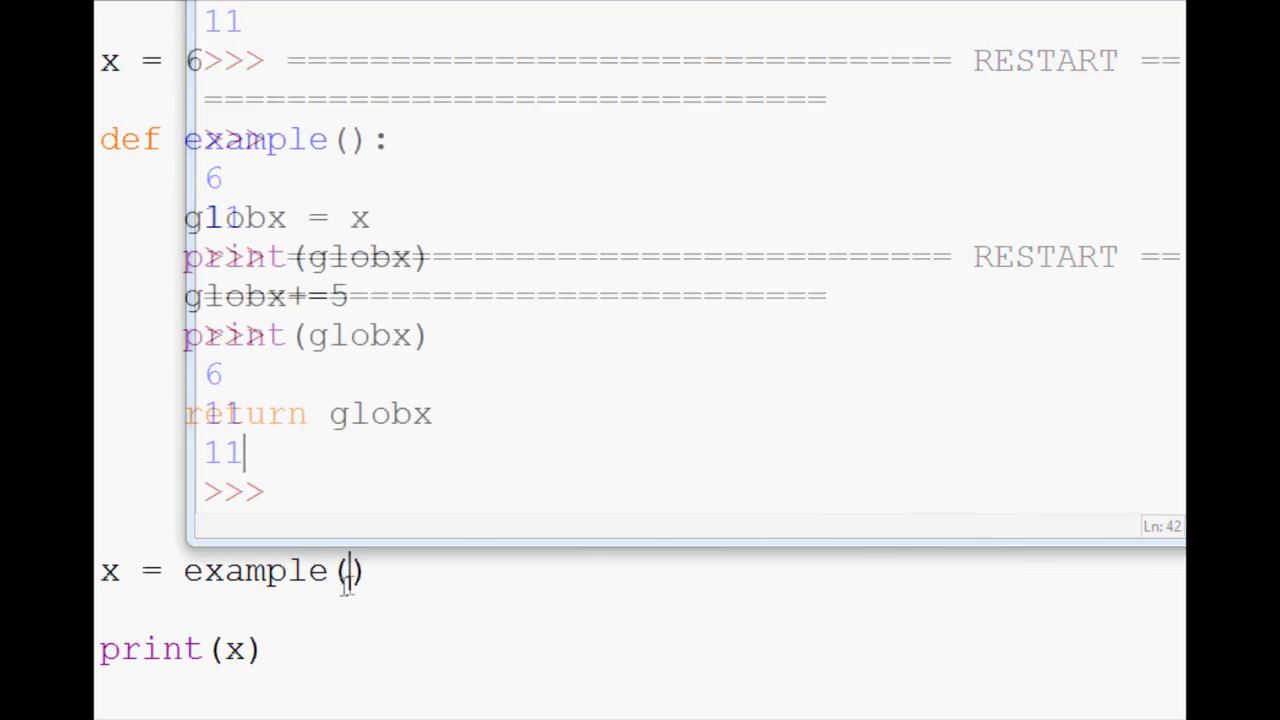 11
x = 6
>>> ================================ RESTART ==
==============================
def example():
>>>
6
globx = x
11
print(globx)
>>> ================================ RESTART ==
globx+=5
==============================
print(globx)
>>>
6
return globx
11
11
>>>
Ln: 42
x = example()
print(x)